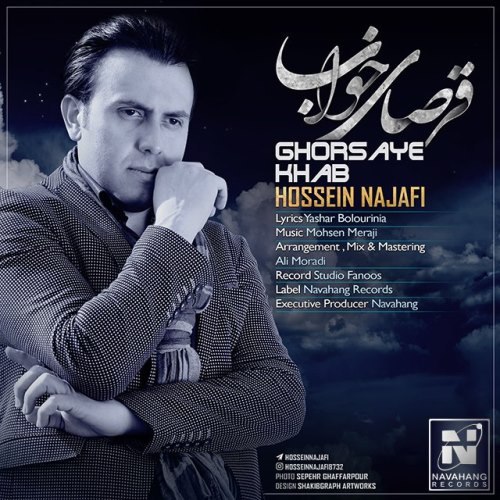 قرصای خواب
GHORSAYE
KHAB
HOSSEIN NAJAFI
Lyrics Yashar Bolourinia
Music Mohsen Meraji
Arrangement , Mix & Mastering
Ali Moradi
Record Studio Fanoos
Label Navahang Records
Executive Producer Navahang
HOSSEINNAJAFI
HOSSEINNAJAFI8732
PHOTO SEPEHR GHAFFARPOUR
DESIGN SHAKIBGRAPH ARTWORKS
N
NAVAHANG
RECORDS